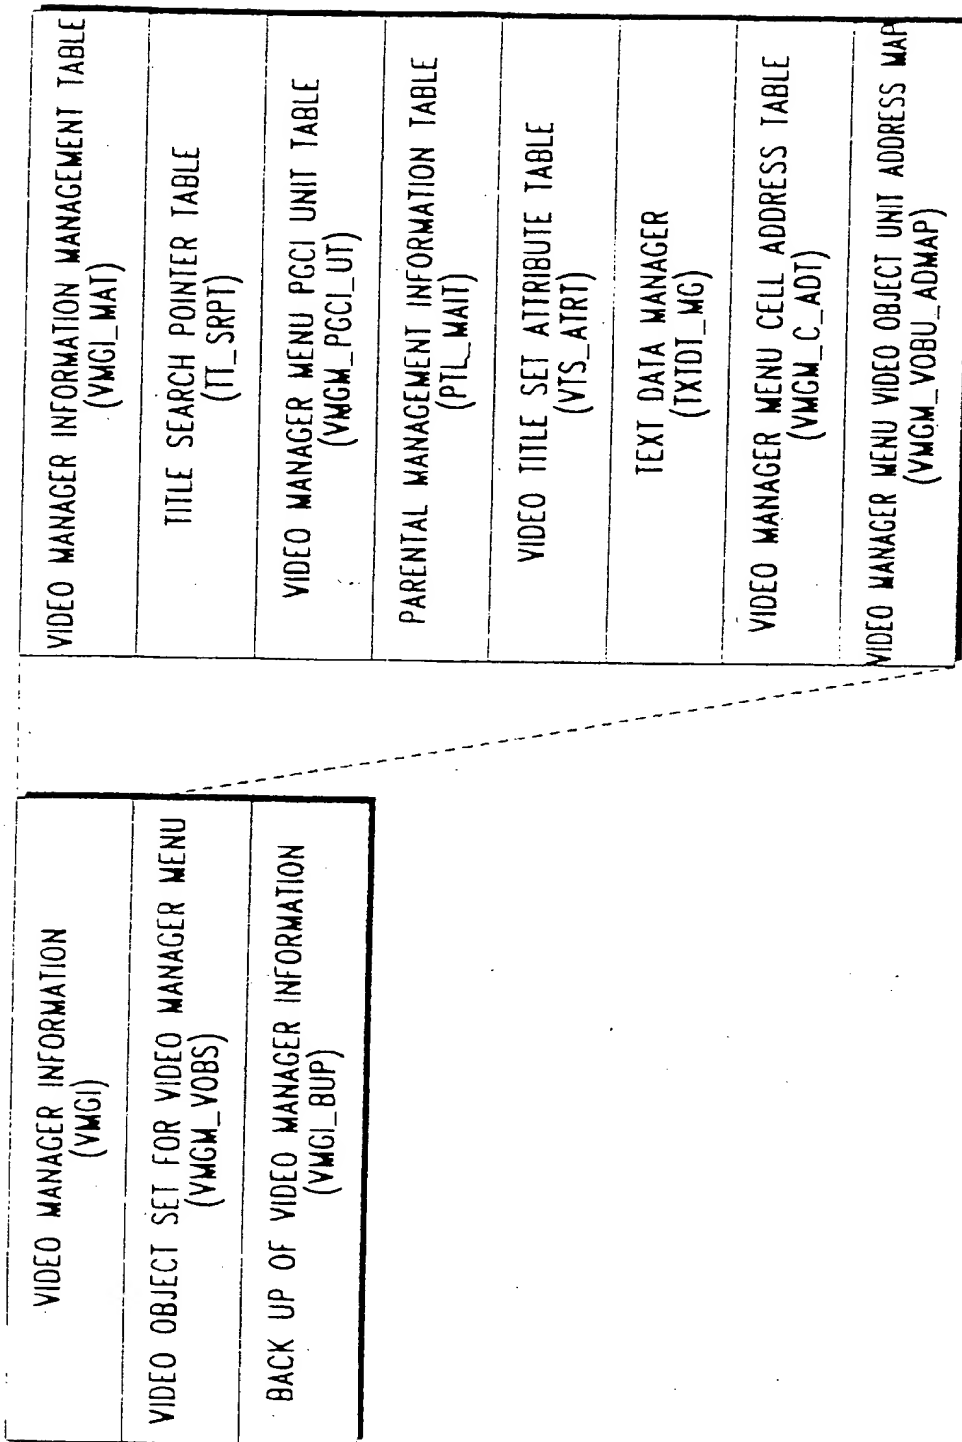 VIDEO MANAGER INFORMATION
(VMGI)
VIDEO OBJECT SET FOR VIDEO MANAGER MENU
(VMGM_VOBS)
BACK UP OF VIDEO MANAGER INFORMATION
(VMGI_BUP)
VIDEO MANAGER INFORMATION MANAGEMENT TABLE
(VMGI_MAT)
TITLE SEARCH POINTER TABLE
(TT_SRPT)
VIDEO MANAGER MENU PGCI UNIT TABLE
(VMGM_PGCI_UT)
PARENTAL MANAGEMENT INFORMATION TABLE
(PTL_MAIT)
VIDEO TITLE SET ATTRIBUTE TABLE
(VTS_ATRT)
TEXT DATA MANAGER
(TXTDT_MG)
VIDEO MANAGER MENU CELL ADDRESS TABLE
(VMGM_C_ADT)
VIDEO MANAGER MENU VIDEO OBJECT UNIT ADDRESS MAP
(VMGM_VOBU_ADMAP)